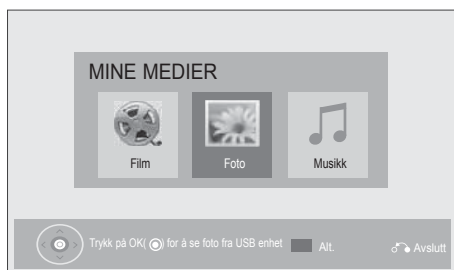 MINE MEDIER
Film
Foto
Musikk
Trykk på OK( ) for å se foto fra USB enhet
Alt.
Avslutt